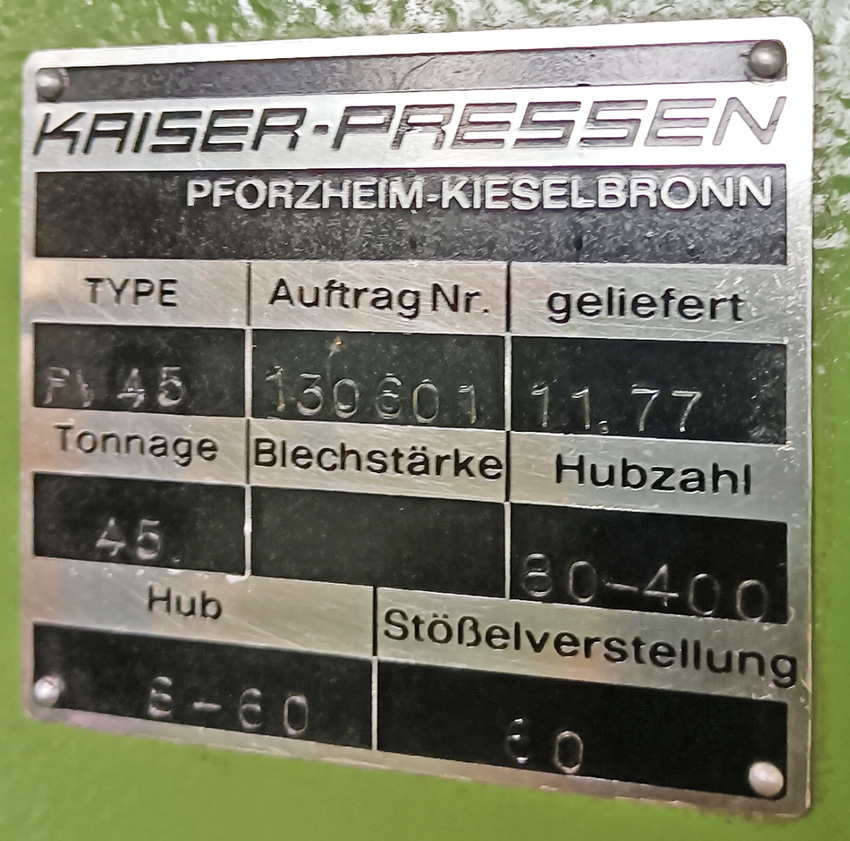 KAISER-PRESSEN
PFORZHEIM-KIESELBRONN
TYPE Auftrag Nr. geliefert
45 130601 11.77
Tonnage Blechstärke Hubzahl
45 80-400
Hub Stößelverstellung
6-60 60